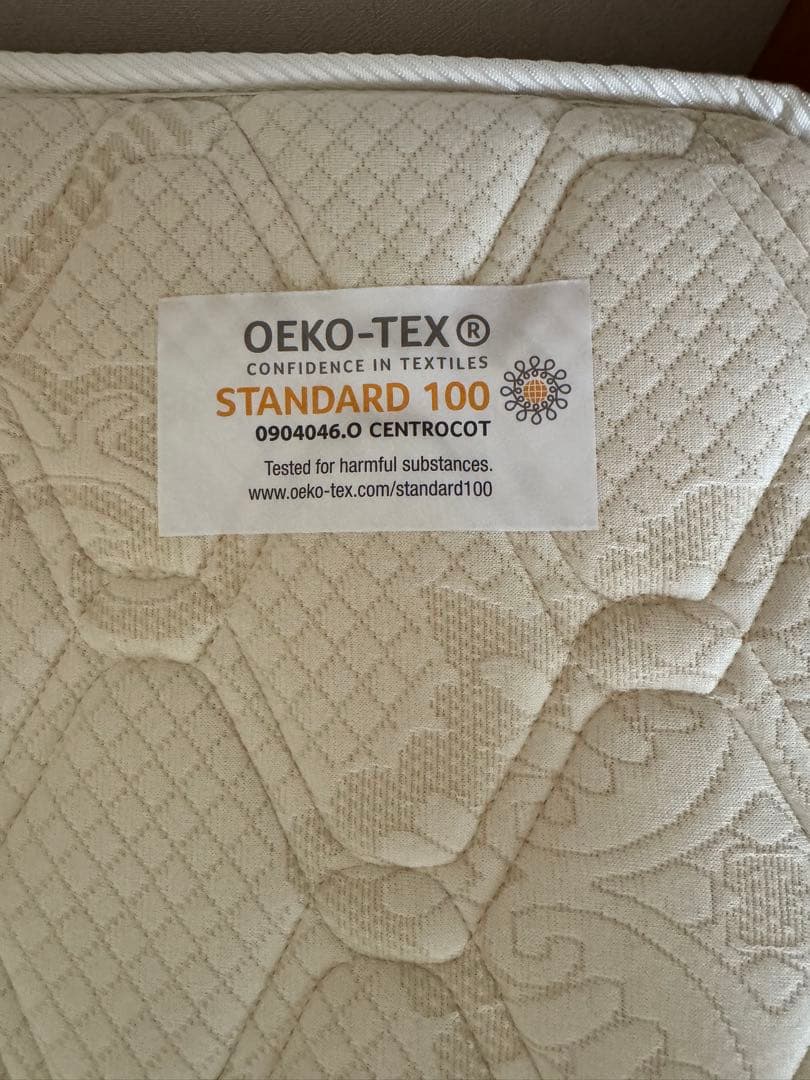 OEKO-TEX®
CONFIDENCE IN TEXTILES
STANDARD 100
0904046.O CENTROCOT
Tested for harmful substances.
www.oeko-tex.com/standard100